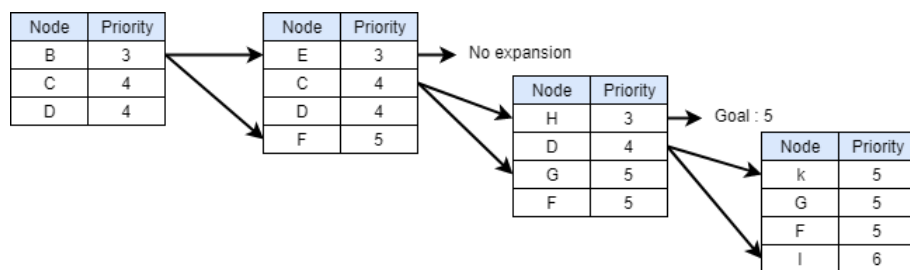 Node Priority
B 3
C 4
D 4
Node Priority
E 3
C 4
D 4
F 5
No expansion
Node Priority
H 3
D 4
G 5
F 5
Goal : 5
Node Priority
k 5
G 5
F 5
I 6